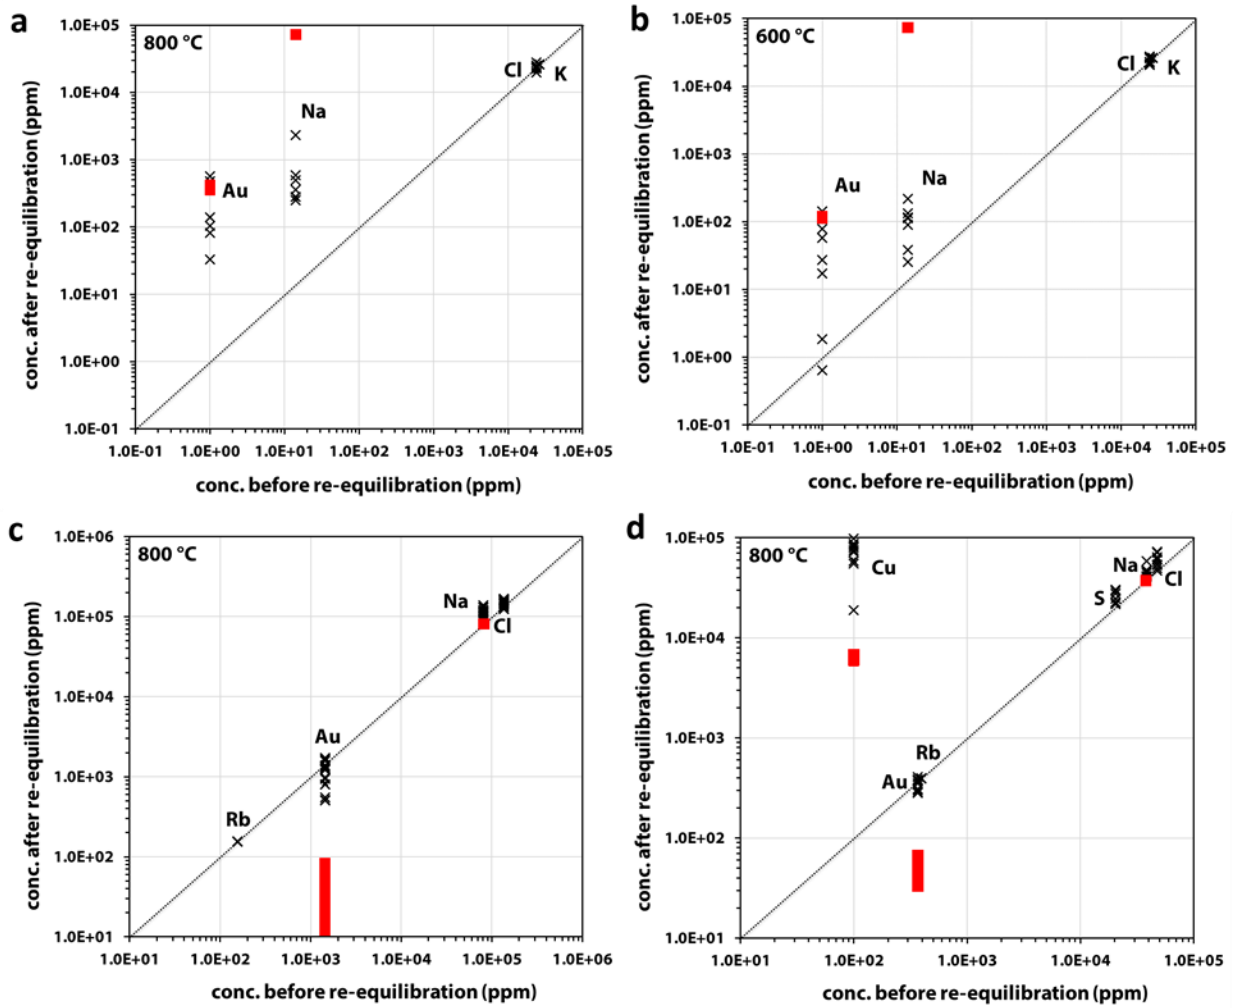 a
800 °C
1.0E+05
1.0E+04
1.0E+03
1.0E+02
1.0E+01
1.0E+00
1.0E-01
conc. after re-equilibration (ppm)
Cl
K
Na
Au
1.0E-01 1.0E+00 1.0E+01 1.0E+02 1.0E+03 1.0E+04 1.0E+05
conc. before re-equilibration (ppm)
b
600 °C
1.0E+05
1.0E+04
1.0E+03
1.0E+02
1.0E+01
1.0E+00
1.0E-01
conc. after re-equilibration (ppm)
Cl
K
Au
Na
1.0E-01 1.0E+00 1.0E+01 1.0E+02 1.0E+03 1.0E+04 1.0E+05
conc. before re-equilibration (ppm)
c
800 °C
1.0E+06
1.0E+05
1.0E+04
1.0E+03
1.0E+02
1.0E+01
conc. after re-equilibration (ppm)
Na
Cl
Au
Rb
1.0E+01 1.0E+02 1.0E+03 1.0E+04 1.0E+05 1.0E+06
conc. before re-equilibration (ppm)
d
800 °C
1.0E+05
1.0E+04
1.0E+03
1.0E+02
1.0E+01
conc. after re-equilibration (ppm)
Cu
Na
Cl
S
Rb
Au
1.0E+01 1.0E+02 1.0E+03 1.0E+04 1.0E+05
conc. before re-equilibration (ppm)